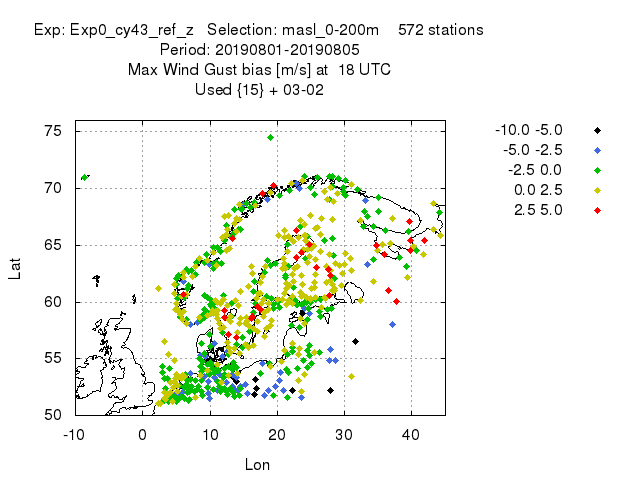 Exp: Exp0_cy43_ref_z Selection: masl_0-200m 572 stations
Period: 20190801-20190805
Max Wind Gust bias [m/s] at 18 UTC
Used {15} + 03-02
-10.0 -5.0
-5.0 -2.5
-2.5 0.0
0.0 2.5
2.5 5.0
75
70
65
60
55
50
Lat
-10 0 10 20 30 40
Lon